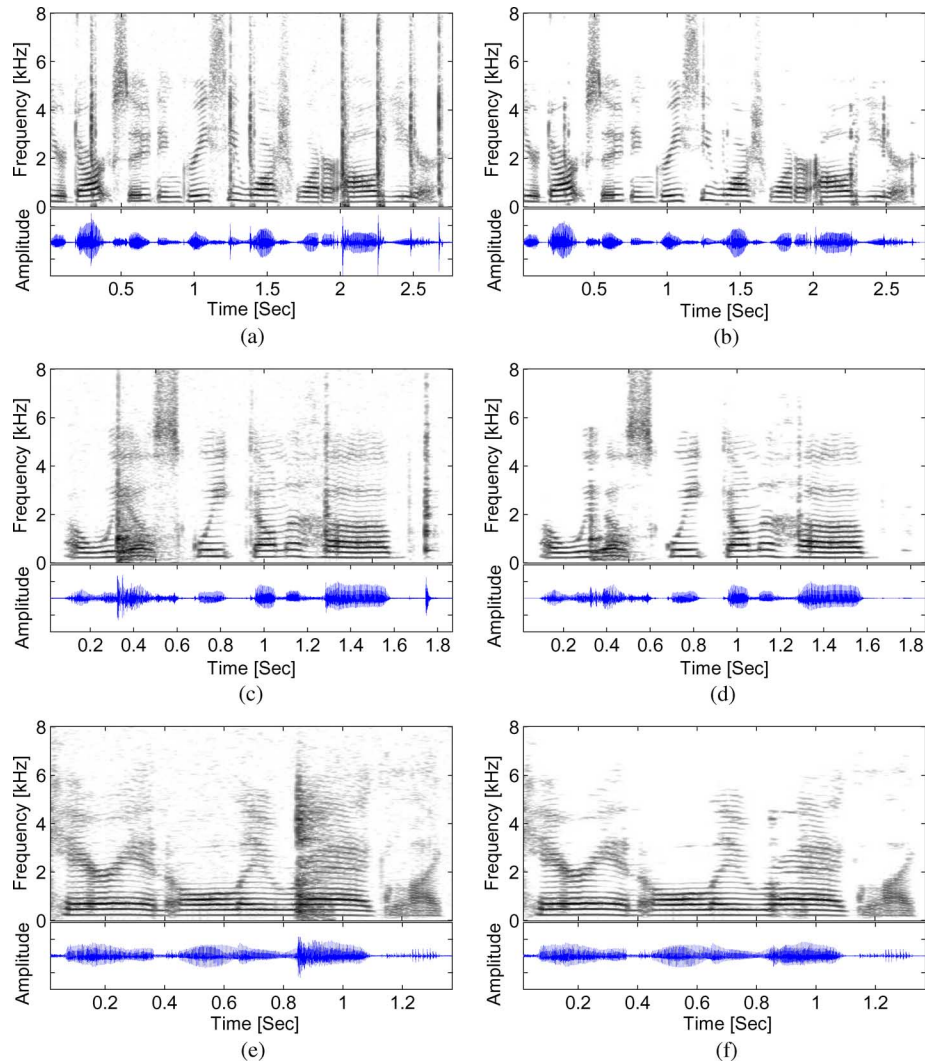 8
6
4
2
0
Frequency [kHz]
Amplitude
0.5 1 1.5 2 2.5
Time [Sec]
(a)
8
6
4
2
0
Frequency [kHz]
Amplitude
0.5 1 1.5 2 2.5
Time [Sec]
(b)
8
6
4
2
0
Frequency [kHz]
Amplitude
0.2 0.4 0.6 0.8 1 1.2 1.4 1.6 1.8
Time [Sec]
(c)
8
6
4
2
0
Frequency [kHz]
Amplitude
0.2 0.4 0.6 0.8 1 1.2 1.4 1.6 1.8
Time [Sec]
(d)
8
6
4
2
0
Frequency [kHz]
Amplitude
0.2 0.4 0.6 0.8 1 1.2
Time [Sec]
(e)
8
6
4
2
0
Frequency [kHz]
Amplitude
0.2 0.4 0.6 0.8 1 1.2
Time [Sec]
(f)